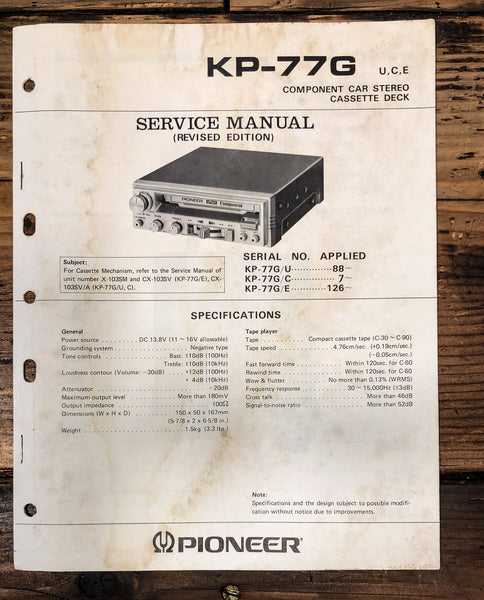 KP-77G U,C,E
COMPONENT CAR STEREO
CASSETTE DECK
SERVICE MANUAL
(REVISED EDITION)
PIONEER Component
Subject:
For Cassette Mechanism, refer to the Service Manual of
unit number X-103SM and CX-103SV (KP-77G/E), CX-
103SV/A (KP-77G/U, C).
SERIAL NO. APPLIED
KP-77G/U ············ 88~
KP-77G/C ············ 7~
KP-77G/E ············ 126~
SPECIFICATIONS
General
Power source ............ DC 13.8V (11 ~ 16V allowable)
Grounding system ............ Negative type
Tone controls ............ Bass: ±10dB (100Hz)
Treble: ±10dB (10kHz)
Loudness contour (Volume: -30dB) ..... +12dB (100Hz)
+ 4dB (10kHz)
Attenuator ............ -20dB
Maximum output level ............ More than 180mV
Output impedance ............ 100Ω
Dimensions (W x H x D) ............ 150 x 50 x 167mm
(5-7/8 x 2 x 6-5/8 in.)
Weight ............ 1.5kg (3.3 lbs.)
Tape player
Tape ............ Compact cassette tape (C-30 ~ C-90)
Tape speed ............ 4.76cm/sec. (+0.19cm/sec.)
(-0.05cm/sec.)
Fast forward time ............ Within 120sec. for C-60
Rewind time ............ Within 120sec. for C-60
Wow & flutter ............ No more than 0.13% (WRMS)
Frequency response ............ 30 ~ 15,000Hz (±3dB)
Cross talk ............ More than 46dB
Signal-to-noise ratio ............ More than 52dB
Note:
Specifications and the design subject to possible modifi-
cation without notice due to improvements.
PIONEER